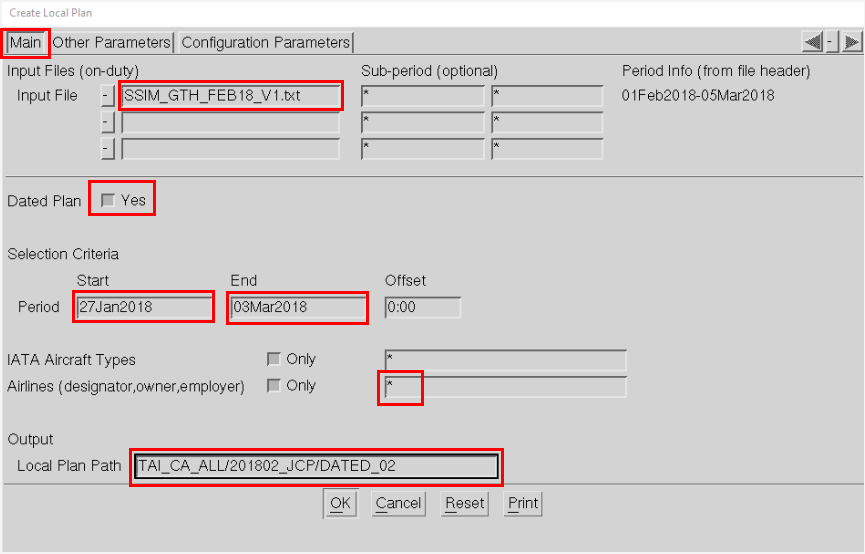 Create Local Plan
Main Other Parameters Configuration Parameters -
Input Files (on-duty) Sub-period (optional) Period Info (from file header)
Input File - SSIM_GTH_FEB18_V1.txt * * 01Feb2018-05Mar2018
- * *
- * *
Dated Plan Yes
Selection Criteria
Start End Offset
Period 27Jan2018 03Mar2018 0:00
IATA Aircraft Types Only *
Airlines (designator,owner,employer) Only *
Output
Local Plan Path TAI_CA_ALL/201802_JCP/DATED_02
OK Cancel Reset Print